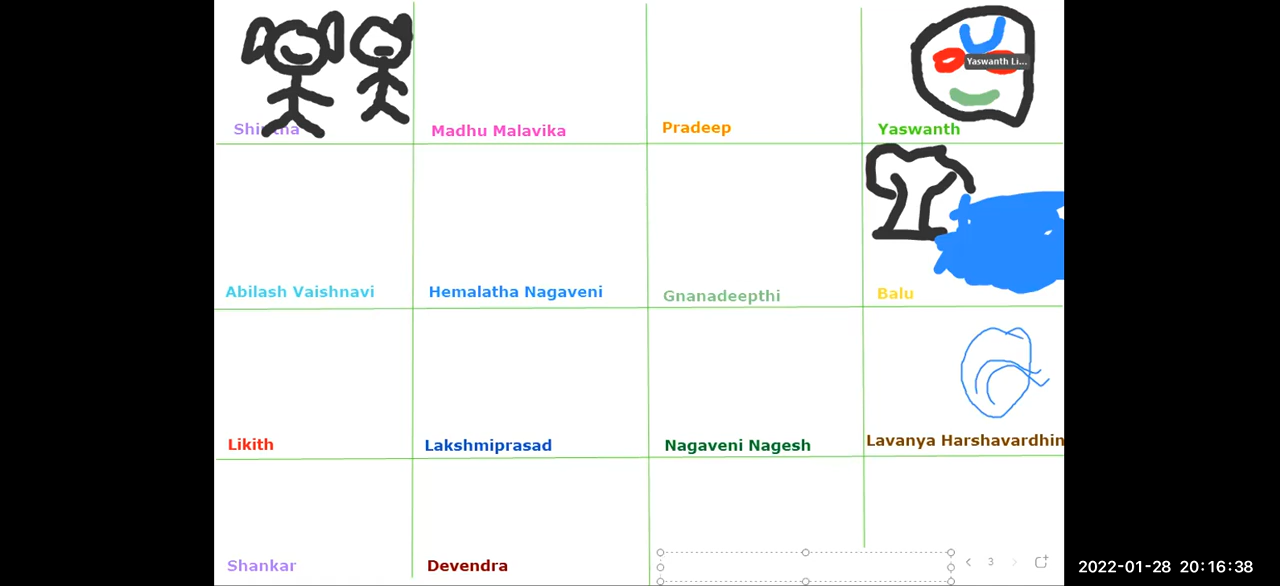 Yaswanth Li...
Madhu Malavika
Pradeep
Yaswanth
Abilash Vaishnavi
Hemalatha Nagaveni
Gnanadeepthi
Balu
Likith
Lakshmiprasad
Nagaveni Nagesh
Lavanya Harshavardhin
Shankar
Devendra
3
2022-01-28 20:16:38